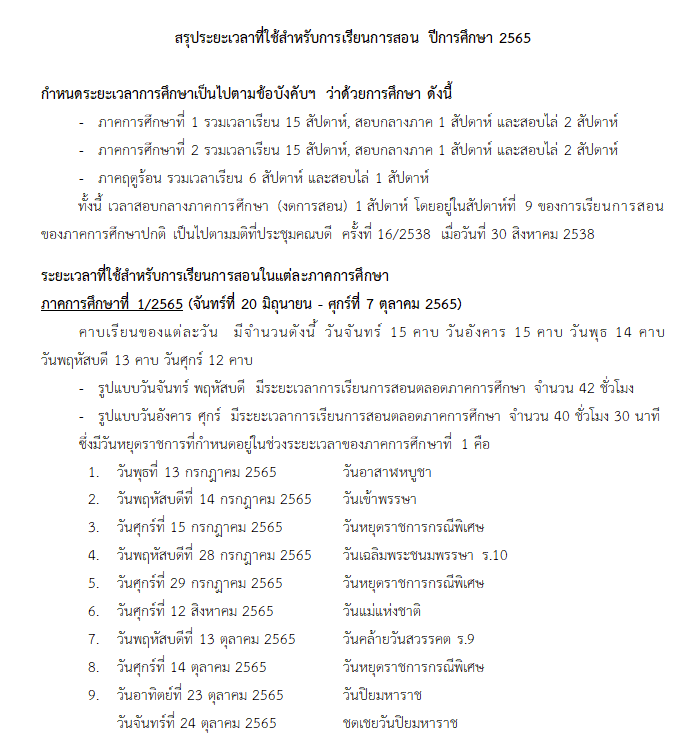 สรุประยะเวลาที่ใช้สำหรับการเรียนการสอน ปีการศึกษา 2565
กำหนดระยะเวลาการศึกษาเป็นไปตามข้อบังคับฯ ว่าด้วยการศึกษา ดังนี้
- ภาคการศึกษาที่ 1 รวมเวลาเรียน 15 สัปดาห์, สอบกลางภาค 1 สัปดาห์ และสอบไล่ 2 สัปดาห์
- ภาคการศึกษาที่ 2 รวมเวลาเรียน 15 สัปดาห์, สอบกลางภาค 1 สัปดาห์ และสอบไล่ 2 สัปดาห์
- ภาคฤดูร้อน รวมเวลาเรียน 6 สัปดาห์ และสอบไล่ 1 สัปดาห์
ทั้งนี้ เวลาสอบกลางภาคการศึกษา (งดการสอน) 1 สัปดาห์ โดยอยู่ในสัปดาห์ที่ 9 ของการเรียนการสอน
ของภาคการศึกษาปกติ เป็นไปตามมติที่ประชุมคณบดี ครั้งที่ 16/2538 เมื่อวันที่ 30 สิงหาคม 2538
ระยะเวลาที่ใช้สำหรับการเรียนการสอนในแต่ละภาคการศึกษา
ภาคการศึกษาที่ 1/2565 (จันทร์ที่ 20 มิถุนายน - ศุกร์ที่ 7 ตุลาคม 2565)
คาบเรียนของแต่ละวัน มีจำนวนดังนี้ วันจันทร์ 15 คาบ วันอังคาร 15 คาบ วันพุธ 14 คาบ
วันพฤหัสบดี 13 คาบ วันศุกร์ 12 คาบ
- รูปแบบวันจันทร์ พฤหัสบดี มีระยะเวลาการเรียนการสอนตลอดภาคการศึกษา จำนวน 42 ชั่วโมง
- รูปแบบวันอังคาร ศุกร์ มีระยะเวลาการเรียนการสอนตลอดภาคการศึกษา จำนวน 40 ชั่วโมง 30 นาที
ซึ่งมีวันหยุดราชการที่กำหนดอยู่ในช่วงระยะเวลาของภาคการศึกษาที่ 1 คือ
1. วันพุธที่ 13 กรกฎาคม 2565 วันอาสาฬหบูชา
2. วันพฤหัสบดีที่ 14 กรกฎาคม 2565 วันเข้าพรรษา
3. วันศุกร์ที่ 15 กรกฎาคม 2565 วันหยุดราชการกรณีพิเศษ
4. วันพฤหัสบดีที่ 28 กรกฎาคม 2565 วันเฉลิมพระชนมพรรษา ร.10
5. วันศุกร์ที่ 29 กรกฎาคม 2565 วันหยุดราชการกรณีพิเศษ
6. วันศุกร์ที่ 12 สิงหาคม 2565 วันแม่แห่งชาติ
7. วันพฤหัสบดีที่ 13 ตุลาคม 2565 วันคล้ายวันสวรรคต ร.9
8. วันศุกร์ที่ 14 ตุลาคม 2565 วันหยุดราชการกรณีพิเศษ
9. วันอาทิตย์ที่ 23 ตุลาคม 2565 วันปิยมหาราช
วันจันทร์ที่ 24 ตุลาคม 2565 ชดเชยวันปิยมหาราช